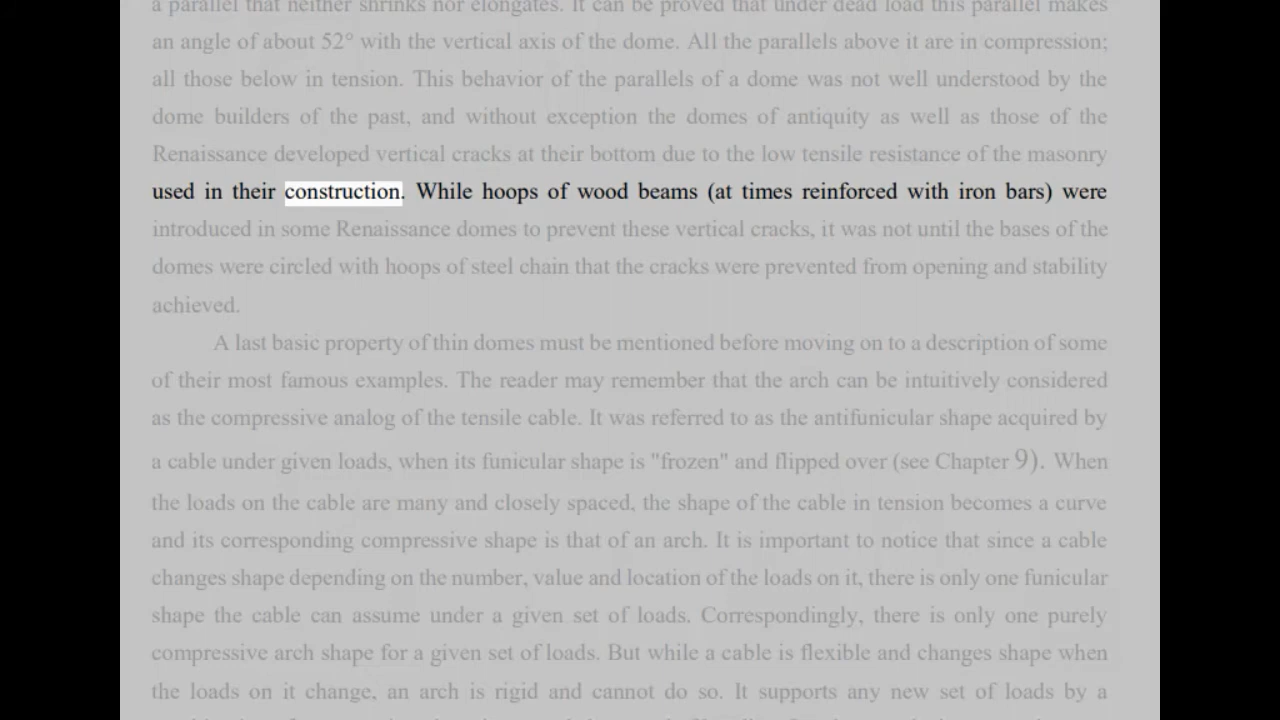 a parallel that neither shrinks nor elongates. It can be proved that under dead load this parallel makes
an angle of about 52° with the vertical axis of the dome. All the parallels above it are in compression;
all those below in tension. This behavior of the parallels of a dome was not well understood by the
dome builders of the past, and without exception the domes of antiquity as well as those of the
Renaissance developed vertical cracks at their bottom due to the low tensile resistance of the masonry
used in their construction. While hoops of wood beams (at times reinforced with iron bars) were
introduced in some Renaissance domes to prevent these vertical cracks, it was not until the bases of the
domes were circled with hoops of steel chain that the cracks were prevented from opening and stability
achieved.
A last basic property of thin domes must be mentioned before moving on to a description of some
of their most famous examples. The reader may remember that the arch can be intuitively considered
as the compressive analog of the tensile cable. It was referred to as the antifunicular shape acquired by
a cable under given loads, when its funicular shape is "frozen" and flipped over (see Chapter 9). When
the loads on the cable are many and closely spaced, the shape of the cable in tension becomes a curve
and its corresponding compressive shape is that of an arch. It is important to notice that since a cable
changes shape depending on the number, value and location of the loads on it, there is only one funicular
shape the cable can assume under a given set of loads. Correspondingly, there is only one purely
compressive arch shape for a given set of loads. But while a cable is flexible and changes shape when
the loads on it change, an arch is rigid and cannot do so. It supports any new set of loads by a